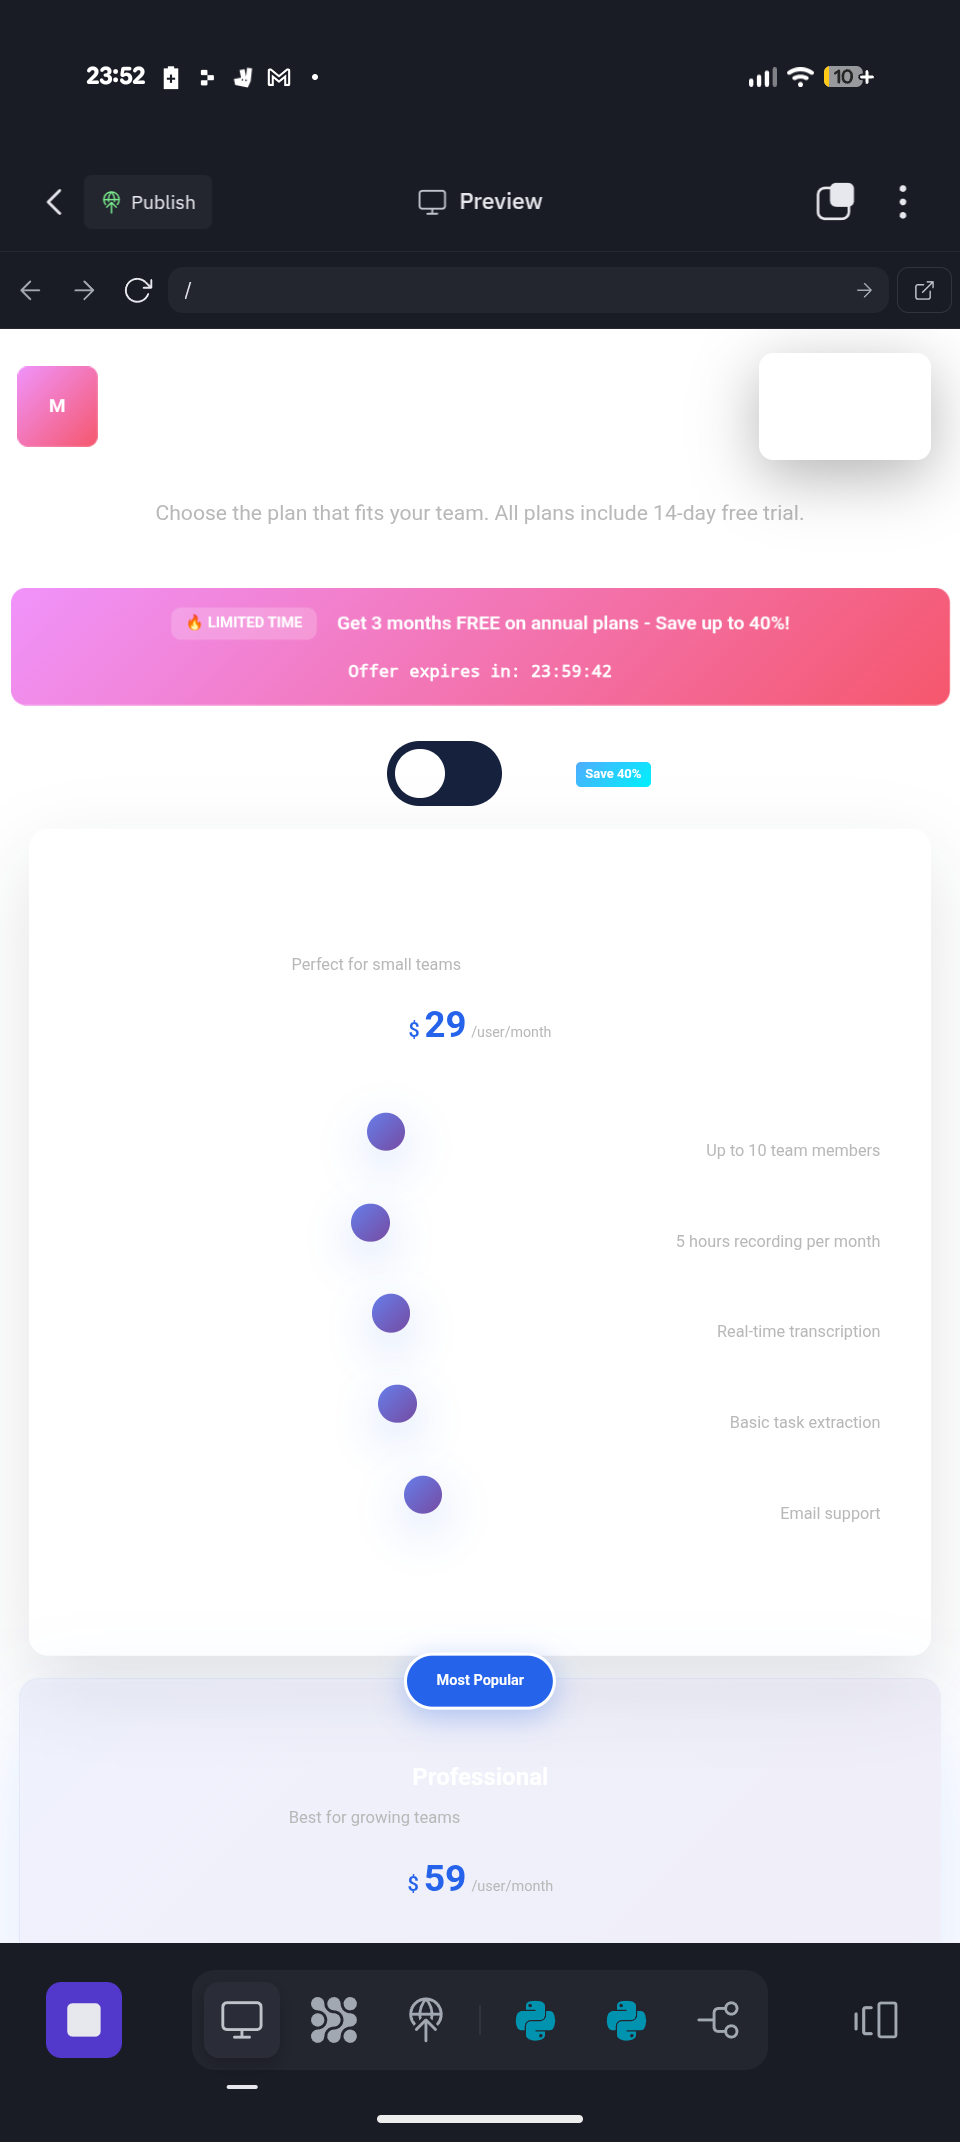 23:52
10
Publish
Preview
/
M
Choose the plan that fits your team. All plans include 14-day free trial.
🔥 LIMITED TIME Get 3 months FREE on annual plans - Save up to 40%!
Offer expires in: 23:59:42
Save 40%
Perfect for small teams
$ 29 /user/month
Up to 10 team members
5 hours recording per month
Real-time transcription
Basic task extraction
Email support
Most Popular
Professional
Best for growing teams
$ 59 /user/month